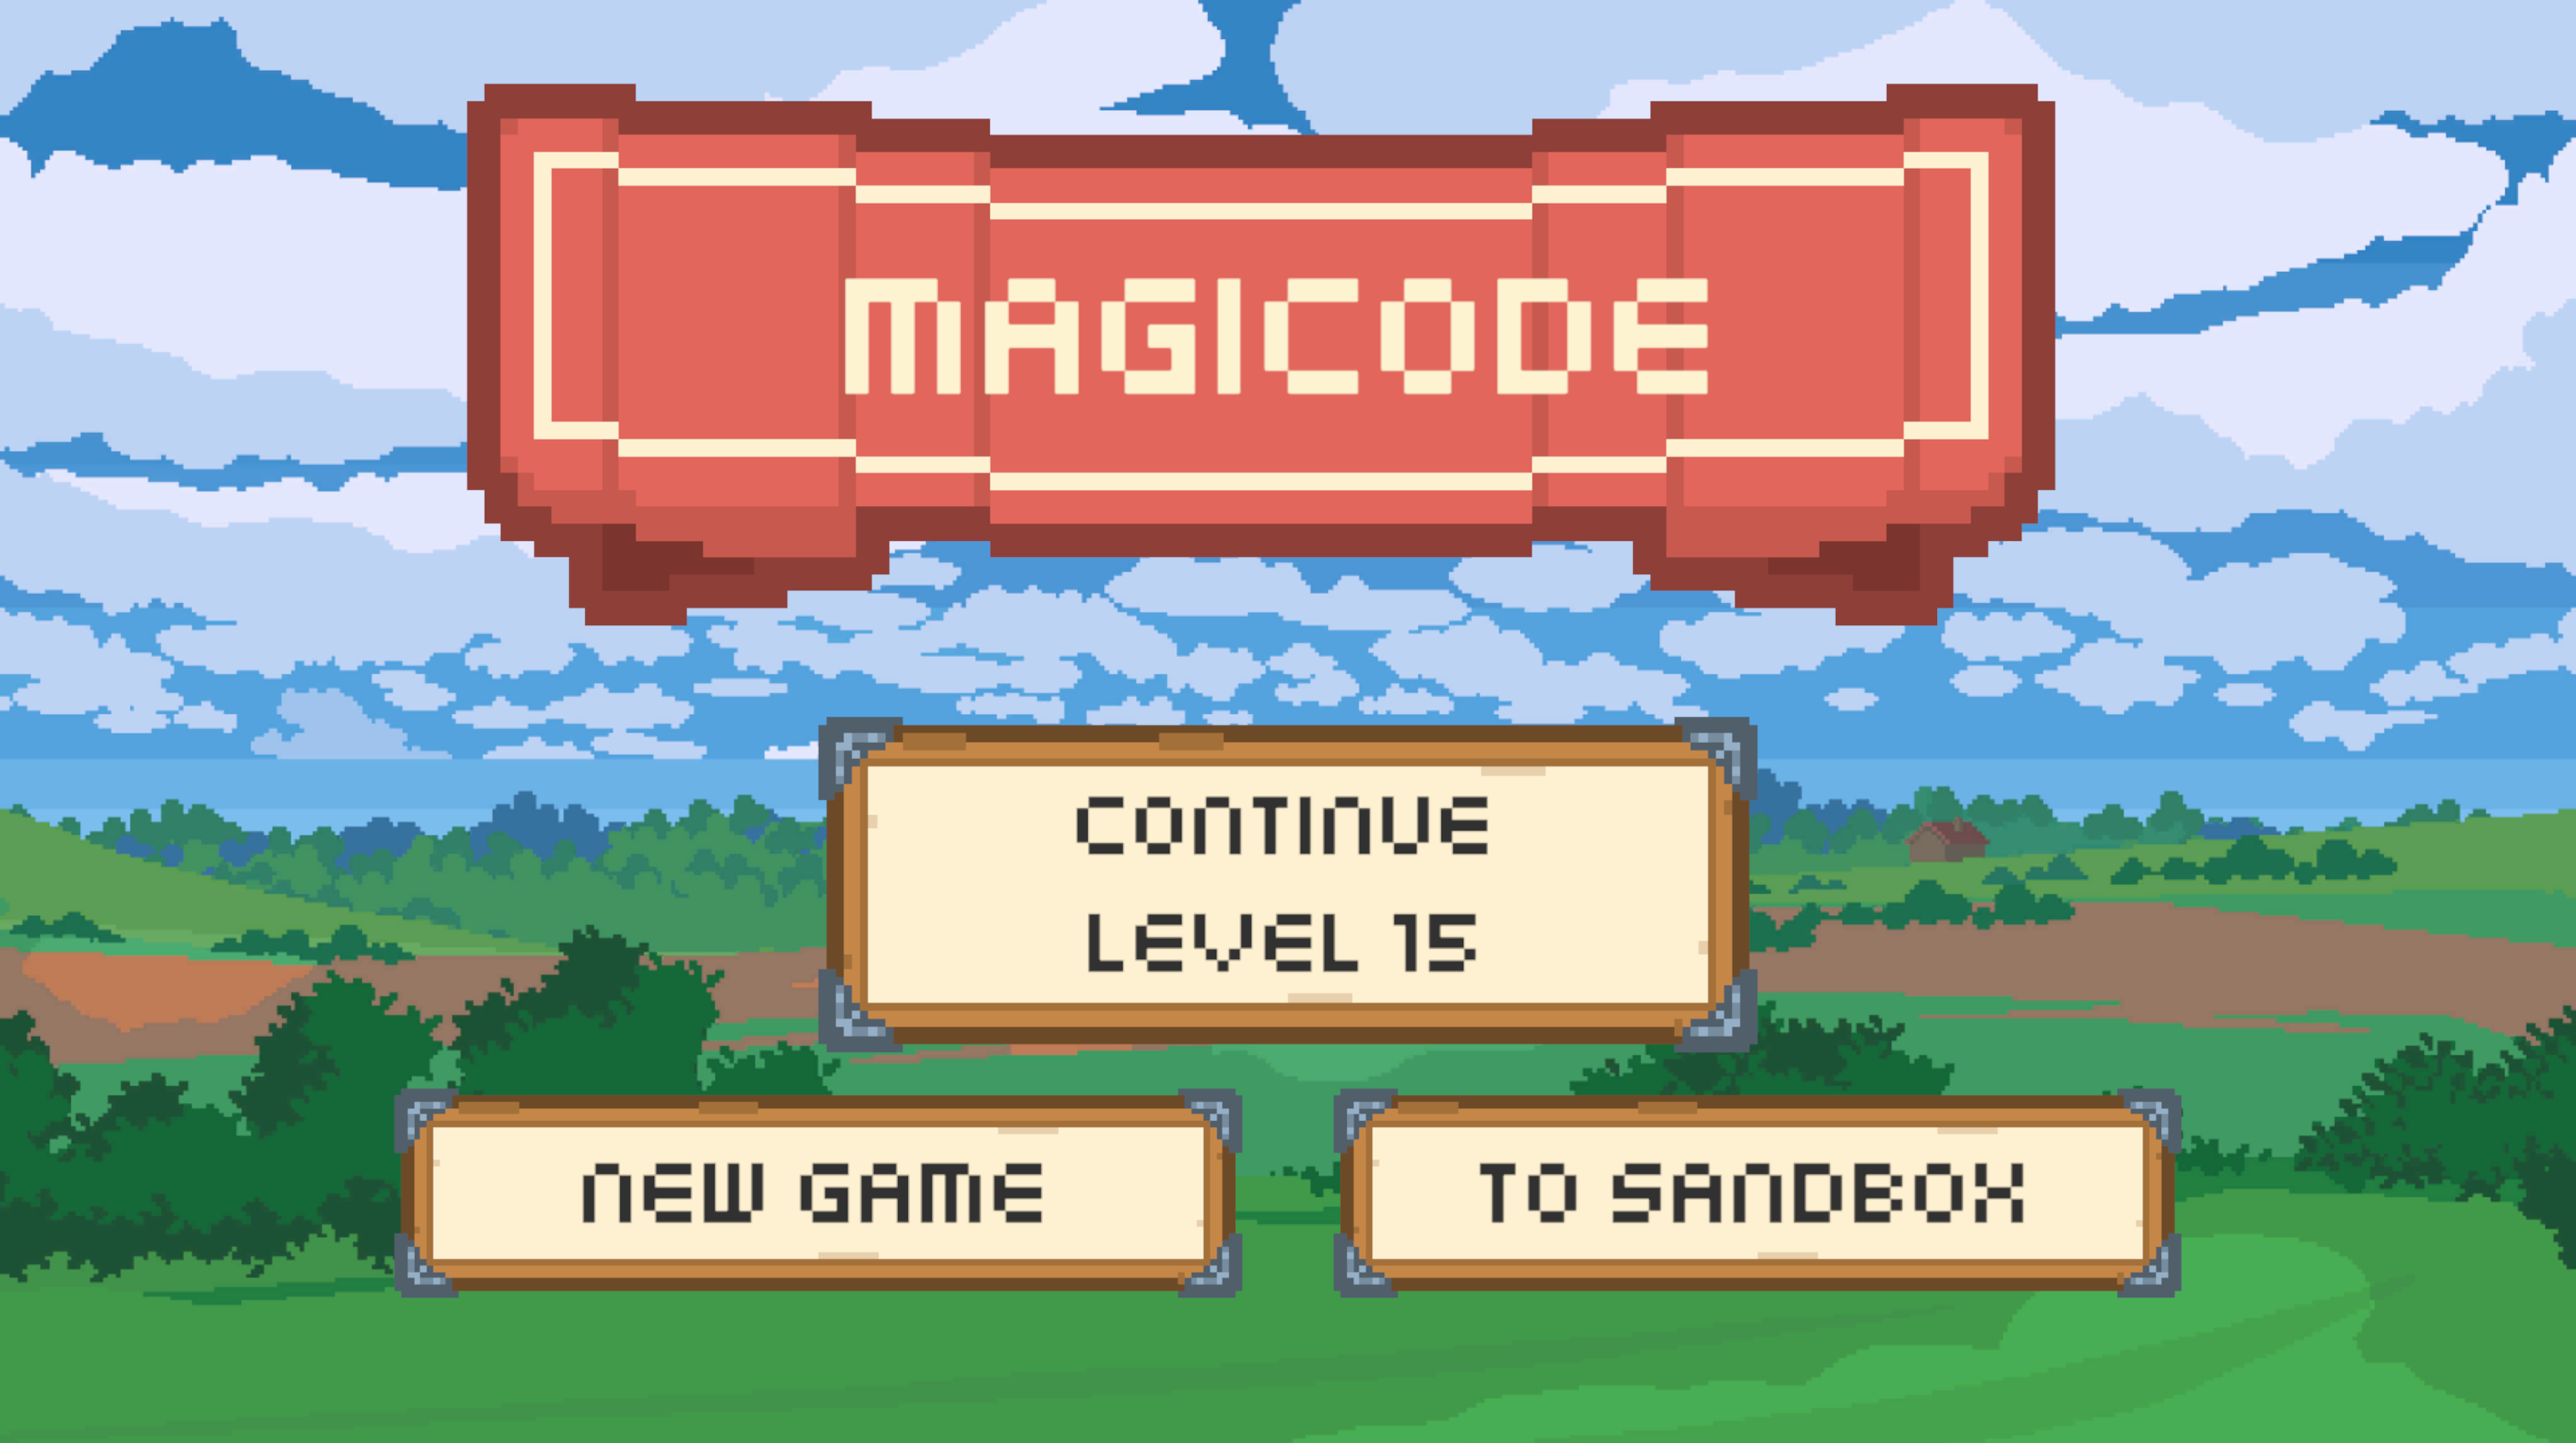 MAGICODE
CONTINUE
LEVEL 15
NEW GAME
TO SANDBOX